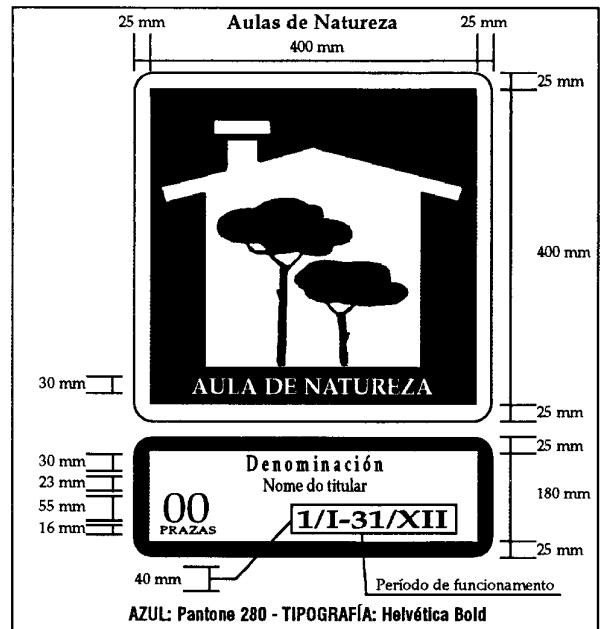 25 mm Aulas de Natureza 25 mm
400 mm
25 mm
400 mm
30 mm
AULA DE NATUREZA
25 mm
25 mm
30 mm
Denominación
23 mm
Nome do titular
180 mm
55 mm
00
1/I-31/XII
16 mm
PRAZAS
25 mm
40 mm
Período de funcionamento
AZUL: Pantone 280 - TIPOGRAFÍA: Helvética Bold